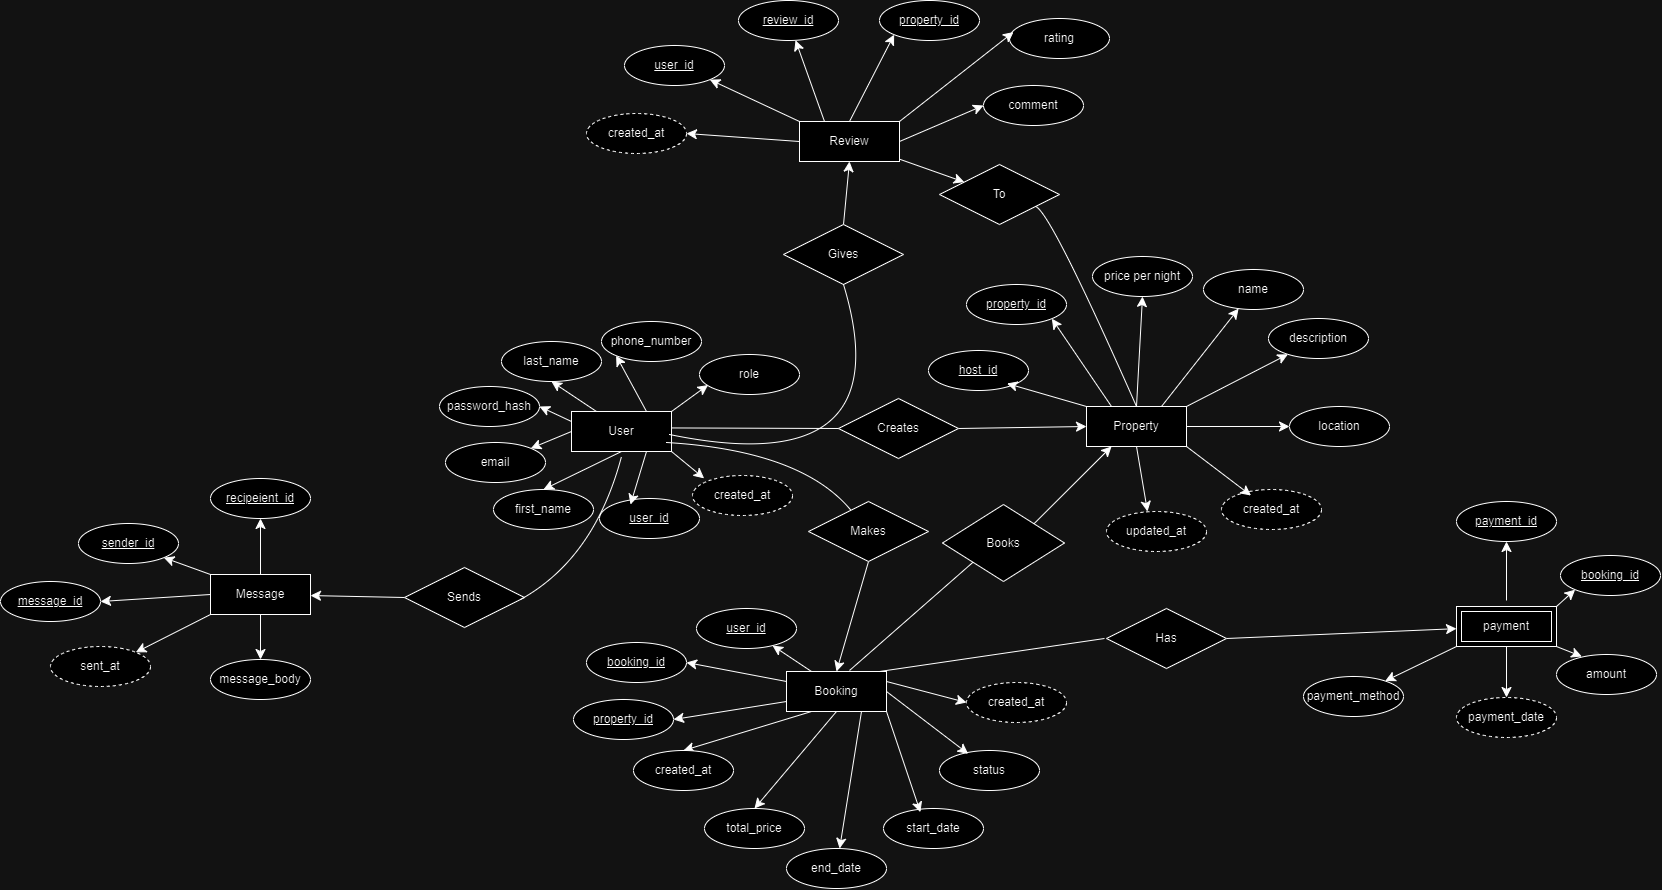 review_id
property_id
rating
user_id
comment
created_at
Review
To
Gives
price per night
name
property_id
description
phone_number
last_name
role
host_id
password_hash
User
Creates
Property
location
email
created_at
first_name
user_id
recipeient_id
updated_at
created_at
payment_id
Makes
Books
sender_id
booking_id
Message
Sends
message_id
user_id
payment
Has
booking_id
sent_at
message_body
Booking
created_at
amount
payment_method
property_id
payment_date
created_at
status
total_price
start_date
end_date